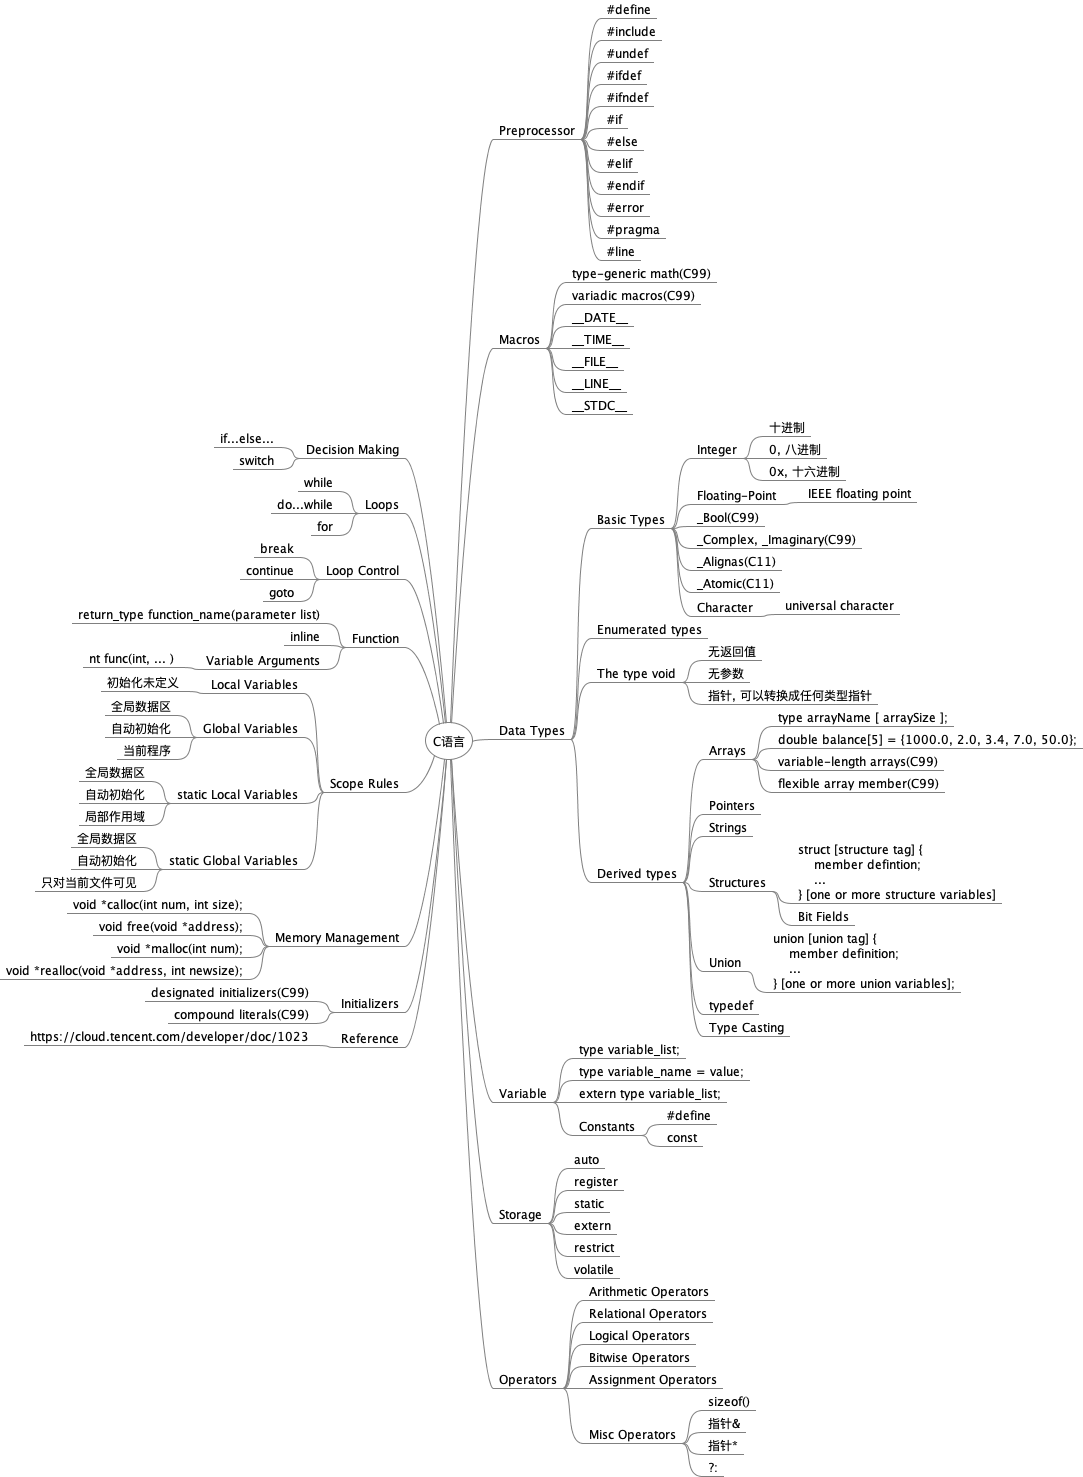 C语言
Preprocessor
#define
#include
#undef
#ifdef
#ifndef
#if
#else
#elif
#endif
#error
#pragma
#line
Macros
type-generic math(C99)
variadic macros(C99)
__DATE__
__TIME__
__FILE__
__LINE__
__STDC__
Data Types
Basic Types
Integer
十进制
0, 八进制
0x, 十六进制
Floating-Point
IEEE floating point
_Bool(C99)
_Complex, _Imaginary(C99)
_Alignas(C11)
_Atomic(C11)
Character
universal character
Enumerated types
The type void
无返回值
无参数
指针, 可以转换成任何类型指针
Derived types
Arrays
type arrayName [ arraySize ];
double balance[5] = {1000.0, 2.0, 3.4, 7.0, 50.0};
variable-length arrays(C99)
flexible array member(C99)
Pointers
Strings
Structures
struct [structure tag] {
member defintion;
...
} [one or more structure variables]
Bit Fields
Union
union [union tag] {
member definition;
...
} [one or more union variables];
typedef
Type Casting
Variable
type variable_list;
type variable_name = value;
extern type variable_list;
Constants
#define
const
Storage
auto
register
static
extern
restrict
volatile
Operators
Arithmetic Operators
Relational Operators
Logical Operators
Bitwise Operators
Assignment Operators
Misc Operators
sizeof()
指针&
指针*
?:
Decision Making
if...else...
switch
Loops
while
do...while
for
Loop Control
break
continue
goto
Function
return_type function_name(parameter list)
inline
Variable Arguments
nt func(int, ... )
Scope Rules
Local Variables
初始化未定义
Global Variables
全局数据区
自动初始化
当前程序
static Local Variables
全局数据区
自动初始化
局部作用域
static Global Variables
全局数据区
自动初始化
只对当前文件可见
Memory Management
void *calloc(int num, int size);
void free(void *address);
void *malloc(int num);
void *realloc(void *address, int newsize);
Initializers
designated initializers(C99)
compound literals(C99)
Reference
https://cloud.tencent.com/developer/doc/1023